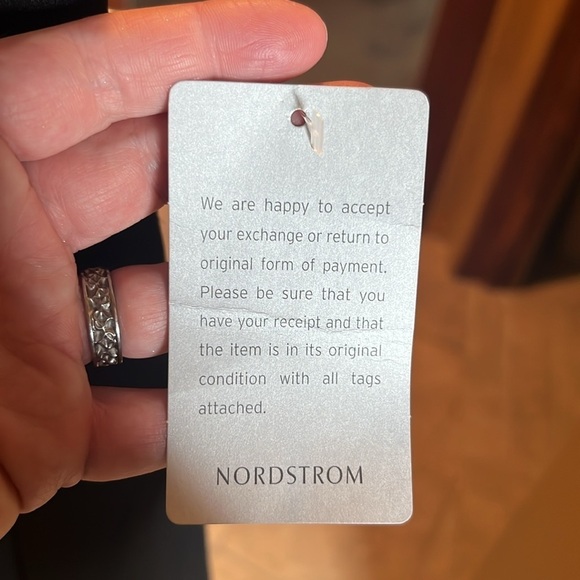 We are happy to accept
your exchange or return to
original form of payment.
Please be sure that you
have your receipt and that
the item is in its original
condition with all tags
attached.
NORDSTROM